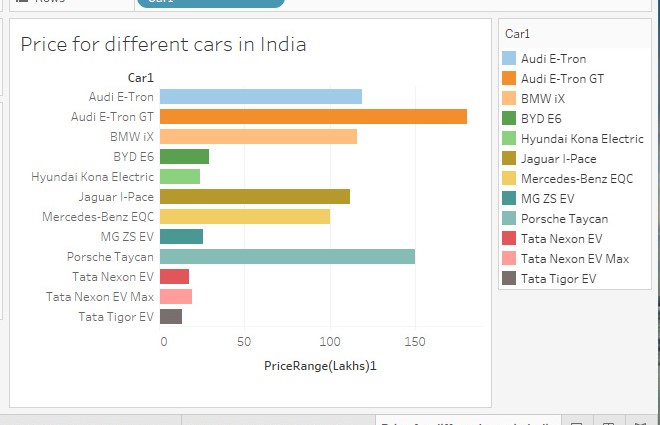 Price for different cars in India
Car1
Audi E-Tron
Audi E-Tron GT
BMW iX
BYD E6
Hyundai Kona Electric
Jaguar I-Pace
Mercedes-Benz EQC
MG ZS EV
Porsche Taycan
Tata Nexon EV
Tata Nexon EV Max
Tata Tigor EV
0 50 100 150
PriceRange(Lakhs)1
Car1
Audi E-Tron
Audi E-Tron GT
BMW iX
BYD E6
Hyundai Kona Electric
Jaguar I-Pace
Mercedes-Benz EQC
MG ZS EV
Porsche Taycan
Tata Nexon EV
Tata Nexon EV Max
Tata Tigor EV